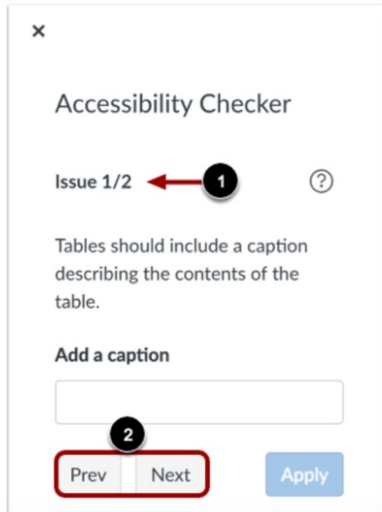 ×
Accessibility Checker
Issue 1/2
1
?
Tables should include a caption
describing the contents of the
table.
Add a caption
2
Prev Next Apply